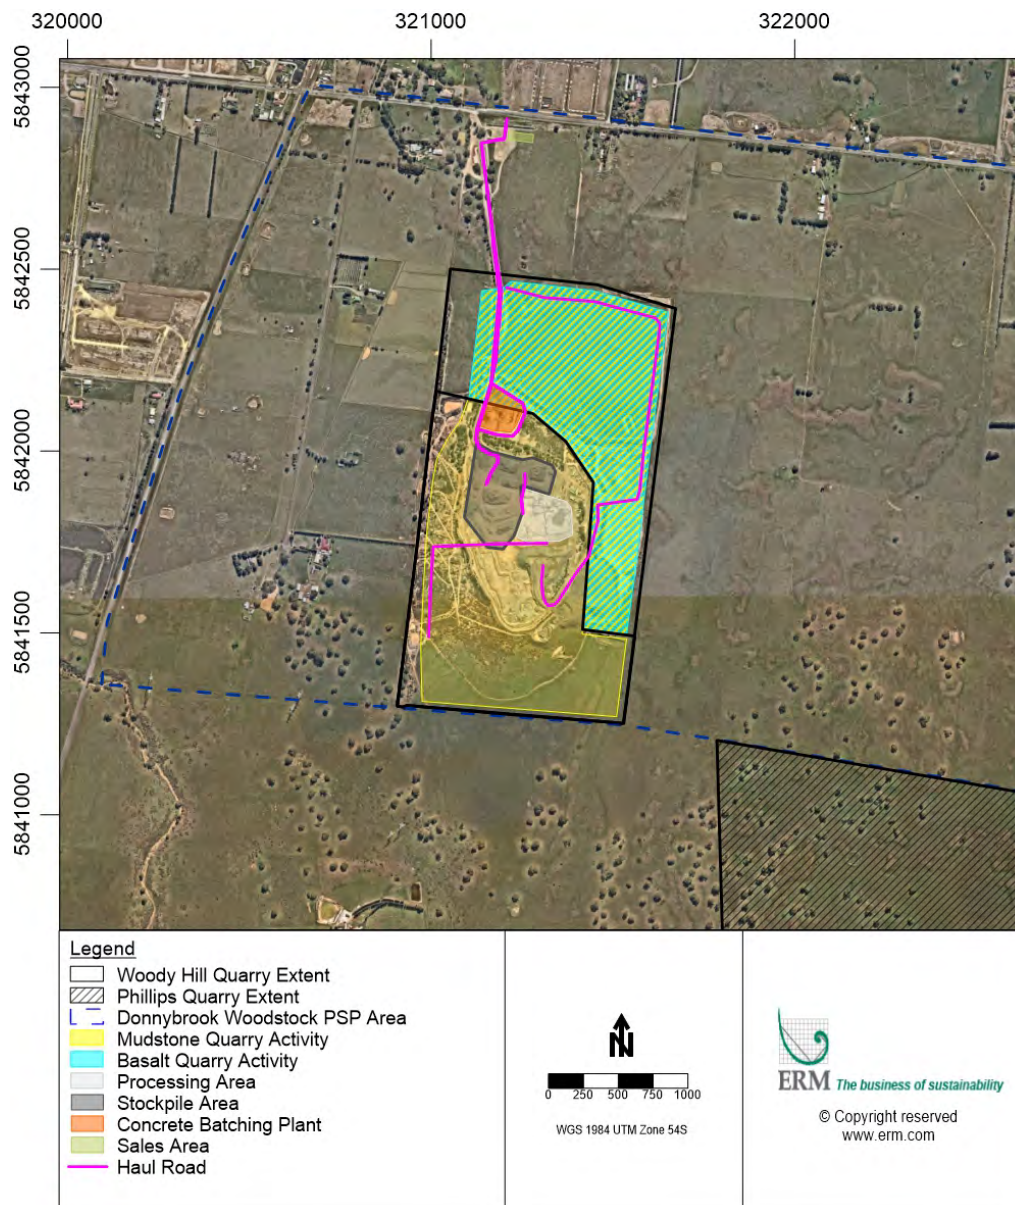 320000 321000 322000
5843000
5842500
5842000
5841500
5841000
Legend
Woody Hill Quarry Extent
Phillips Quarry Extent
Donnybrook Woodstock PSP Area
Mudstone Quarry Activity
Basalt Quarry Activity
Processing Area
Stockpile Area
Concrete Batching Plant
Sales Area
Haul Road
N
0 250 500 750 1000
WGS 1984 UTM Zone 54S
ERM The business of sustainability
© Copyright reserved
www.erm.com